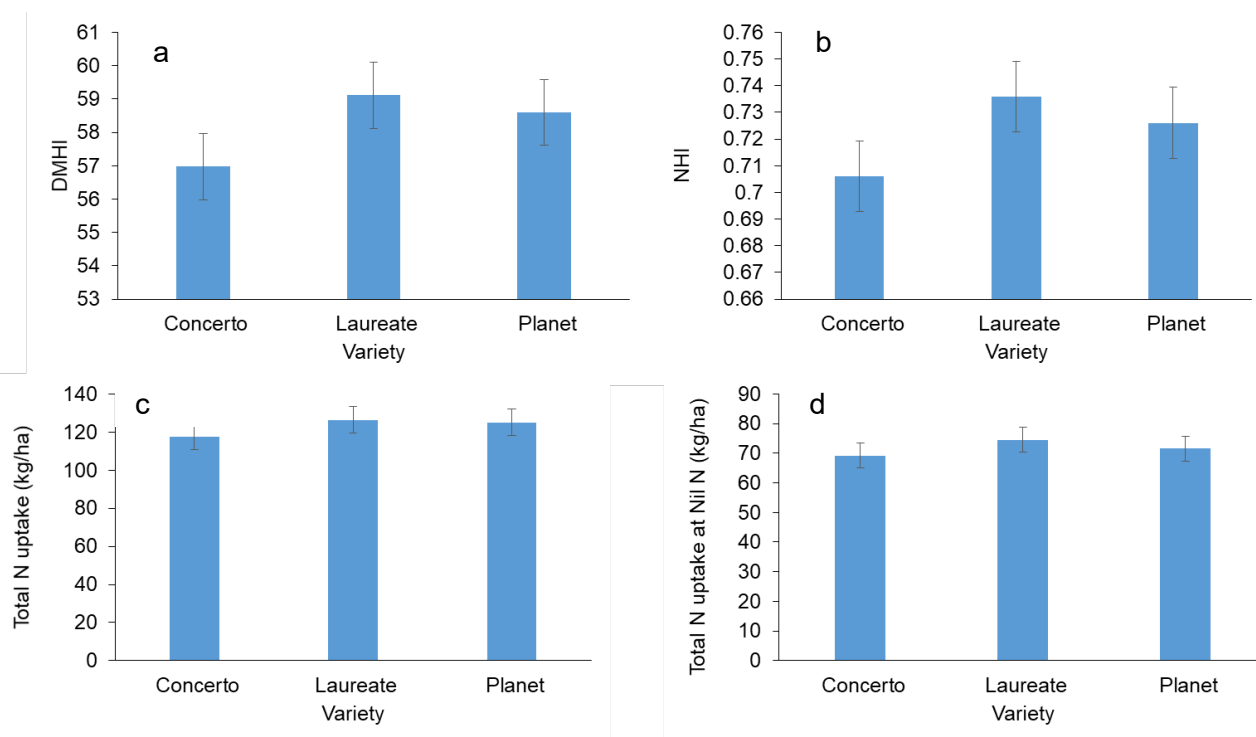 a
DMHI
61
60
59
58
57
56
55
54
53
Concerto Laureate Planet
Variety
b
NHI
0.76
0.75
0.74
0.73
0.72
0.71
0.7
0.69
0.68
0.67
0.66
Concerto Laureate Planet
Variety
c
Total N uptake (kg/ha)
140
120
100
80
60
40
20
0
Concerto Laureate Planet
Variety
d
Total N uptake at Nil N (kg/ha)
90
80
70
60
50
40
30
20
10
0
Concerto Laureate Planet
Variety